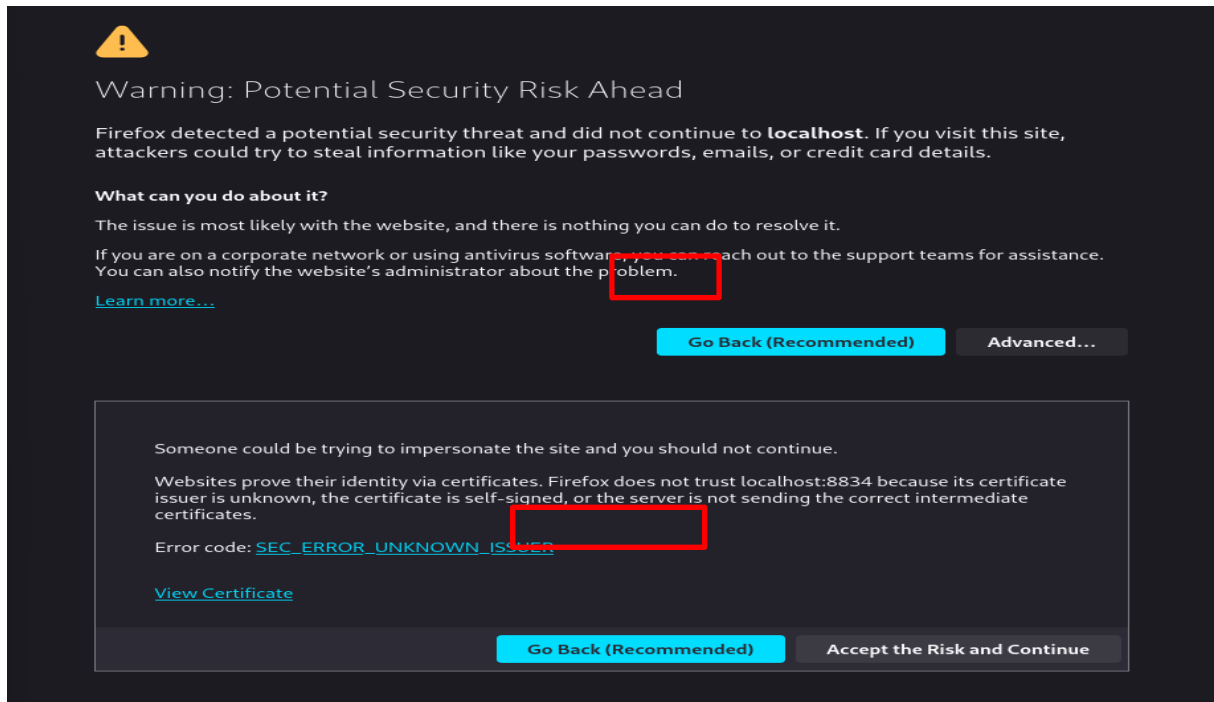 Warning: Potential Security Risk Ahead
Firefox detected a potential security threat and did not continue to localhost. If you visit this site,
attackers could try to steal information like your passwords, emails, or credit card details.
What can you do about it?
The issue is most likely with the website, and there is nothing you can do to resolve it.
If you are on a corporate network or using antivirus software, you can reach out to the support teams for assistance.
You can also notify the website’s administrator about the problem.
Learn more…
Go Back (Recommended)
Advanced...
Someone could be trying to impersonate the site and you should not continue.
Websites prove their identity via certificates. Firefox does not trust localhost:8834 because its certificate
issuer is unknown, the certificate is self-signed, or the server is not sending the correct intermediate
certificates.
Error code: SEC_ERROR_UNKNOWN_ISSUER
View Certificate
Go Back (Recommended)
Accept the Risk and Continue